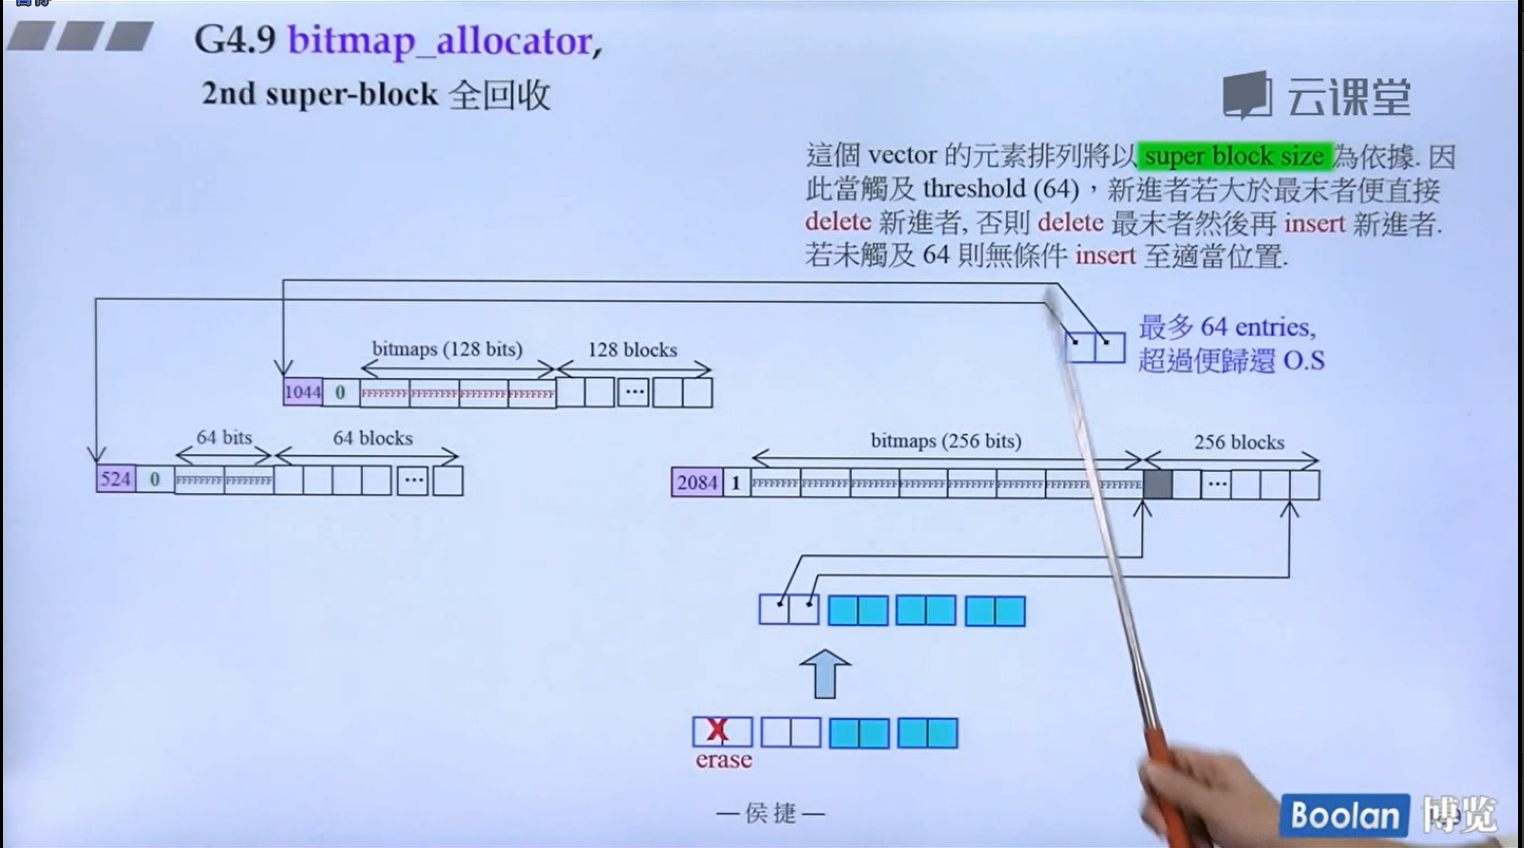 G4.9 bitmap_allocator,
2nd super-block 全回收
云课堂
這個 vector 的元素排列將以 super block size 為依據. 因
此當觸及 threshold (64)，新進者若大於最末者便直接
delete 新進者, 否則 delete 最末者然後再 insert 新進者.
若未觸及 64 則無條件 insert 至適當位置.
最多 64 entries,
超過便歸還 O.S
bitmaps (128 bits) 128 blocks
1044 0 FFFFFFFF FFFFFFFF FFFFFFFF FFFFFFFF ...
64 bits 64 blocks
524 0 FFFFFFFF FFFFFFFF ...
bitmaps (256 bits) 256 blocks
2084 1 FFFFFFFF FFFFFFFF FFFFFFFF FFFFFFFF FFFFFFFF FFFFFFFF FFFFFFFF FFFFFFFE ...
X
erase
—侯捷—
Boolan 博览